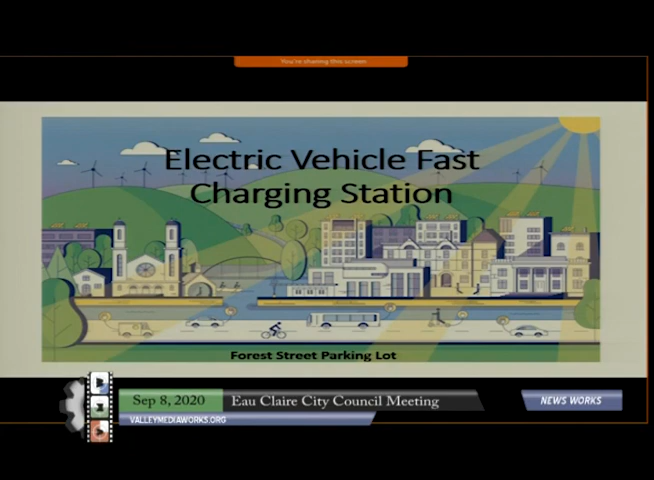 You're sharing this screen
Electric Vehicle Fast
Charging Station
Forest Street Parking Lot
Sep 8, 2020
Eau Claire City Council Meeting
NEWS WORKS
VALLEYMEDIAWORKS.ORG